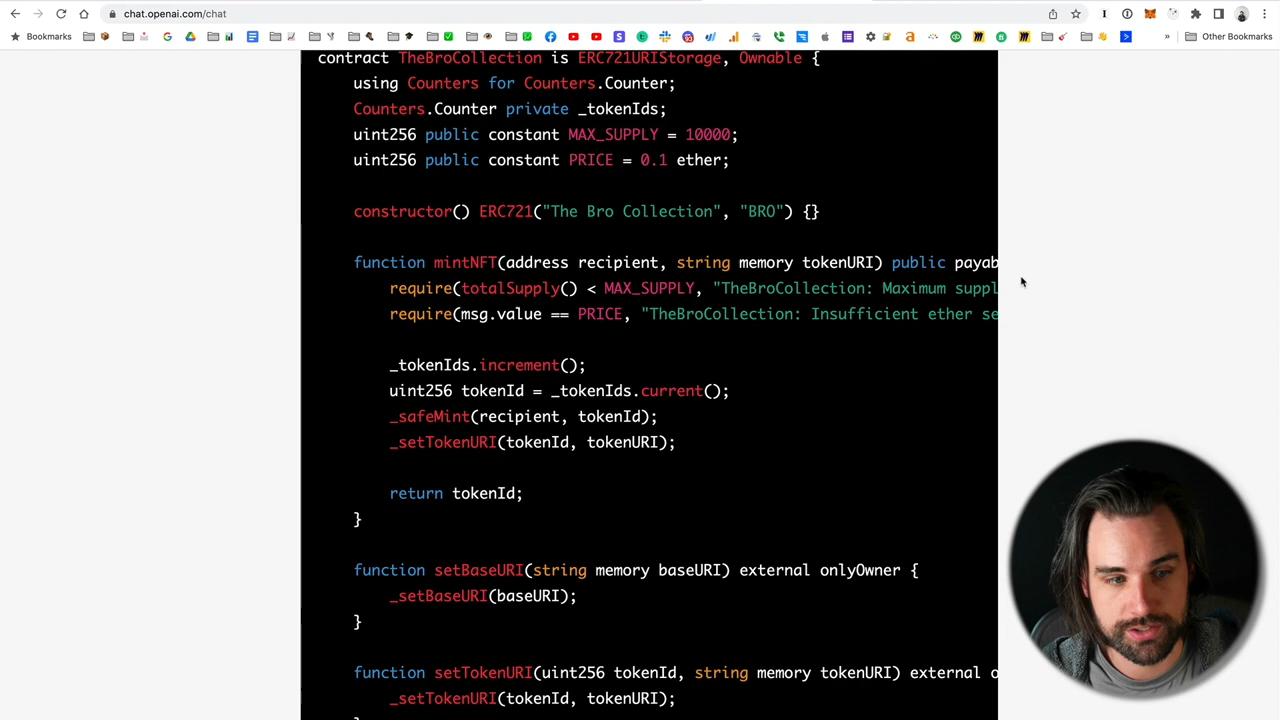 chat.openai.com/chat
Bookmarks
Other Bookmarks
contract TheBroCollection is ERC721URIStorage, Ownable {
using Counters for Counters.Counter;
Counters.Counter private _tokenIds;
uint256 public constant MAX_SUPPLY = 10000;
uint256 public constant PRICE = 0.1 ether;
constructor() ERC721("The Bro Collection", "BRO") {}
function mintNFT(address recipient, string memory tokenURI) public payab
require(totalSupply() < MAX_SUPPLY, "TheBroCollection: Maximum suppl
require(msg.value == PRICE, "TheBroCollection: Insufficient ether se
_tokenIds.increment();
uint256 tokenId = _tokenIds.current();
_safeMint(recipient, tokenId);
_setTokenURI(tokenId, tokenURI);
return tokenId;
}
function setBaseURI(string memory baseURI) external onlyOwner {
_setBaseURI(baseURI);
}
function setTokenURI(uint256 tokenId, string memory tokenURI) external o
_setTokenURI(tokenId, tokenURI);
}